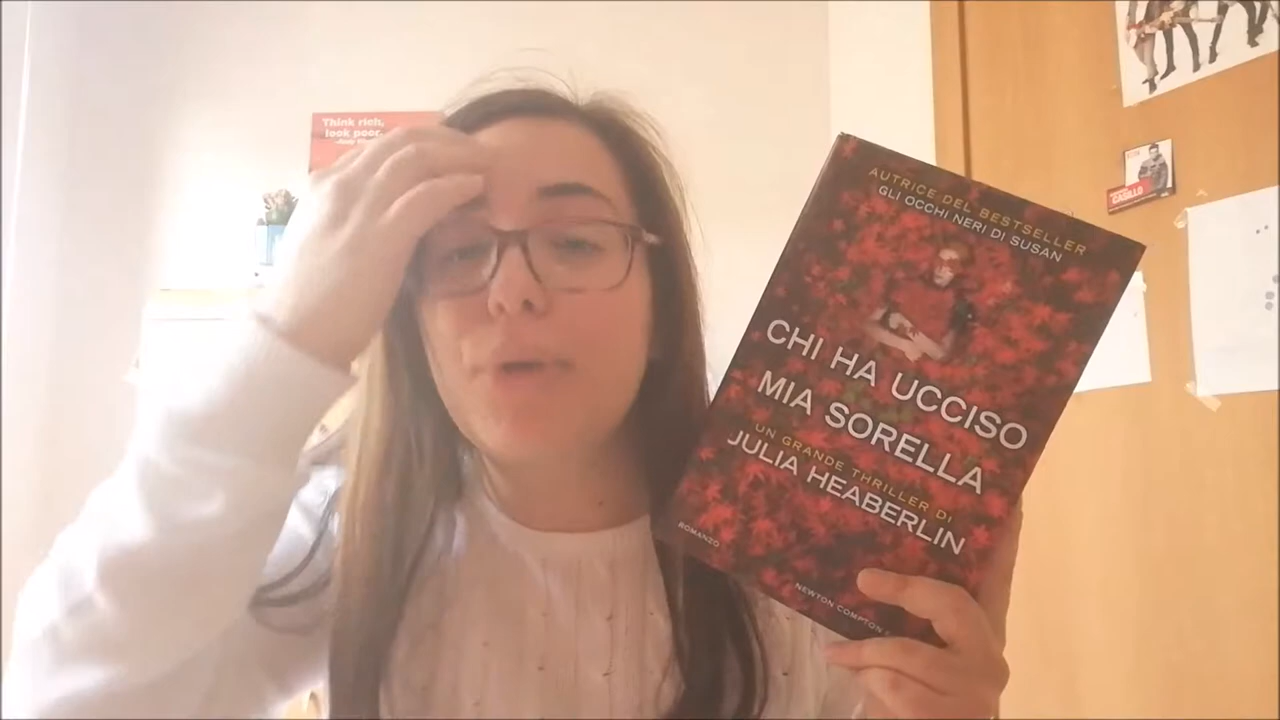 Think rich,
look poor.
AUTRICE DEL BESTSELLER
GLI OCCHI NERI DI SUSAN
CHI HA UCCISO
MIA SORELLA
UN GRANDE THRILLER DI
JULIA HEABERLIN
ROMANZO
NEWTON COMPTON
CASILLO